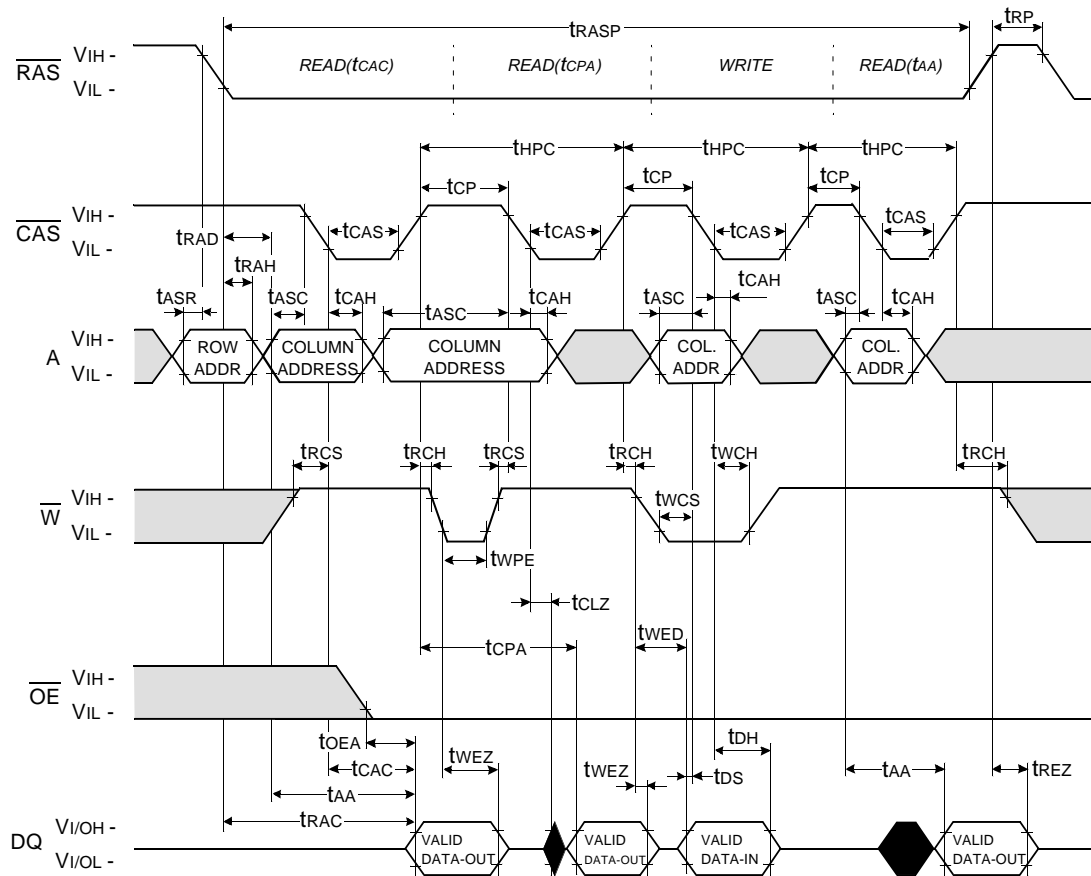 tRASP
tRP
RAS
VIH -
VIL -
READ(tCAC)
READ(tCPA)
WRITE
READ(tAA)
tHPC
tHPC
tHPC
tCP
tCP
tCP
CAS
VIH -
VIL -
tCAS
tCAS
tCAS
tCAS
tRAD
tRAH
tASR
tASC
tCAH
tASC
tCAH
tASC
tCAH
tASC
tCAH
A
VIH -
VIL -
ROW
ADDR
COLUMN
ADDRESS
COLUMN
ADDRESS
COL.
ADDR
COL.
ADDR
tRCS
tRCH
tRCS
tRCH
tWCH
tRCH
W
VIH -
VIL -
tWCS
tWPE
tCLZ
tCPA
tWED
OE
VIH -
VIL -
tOEA
tCAC
tAA
tRAC
tWEZ
tWEZ
tDH
tDS
tAA
tREZ
DQ
VI/OH -
VI/OL -
VALID
DATA-OUT
VALID
DATA-OUT
VALID
DATA-IN
VALID
DATA-OUT